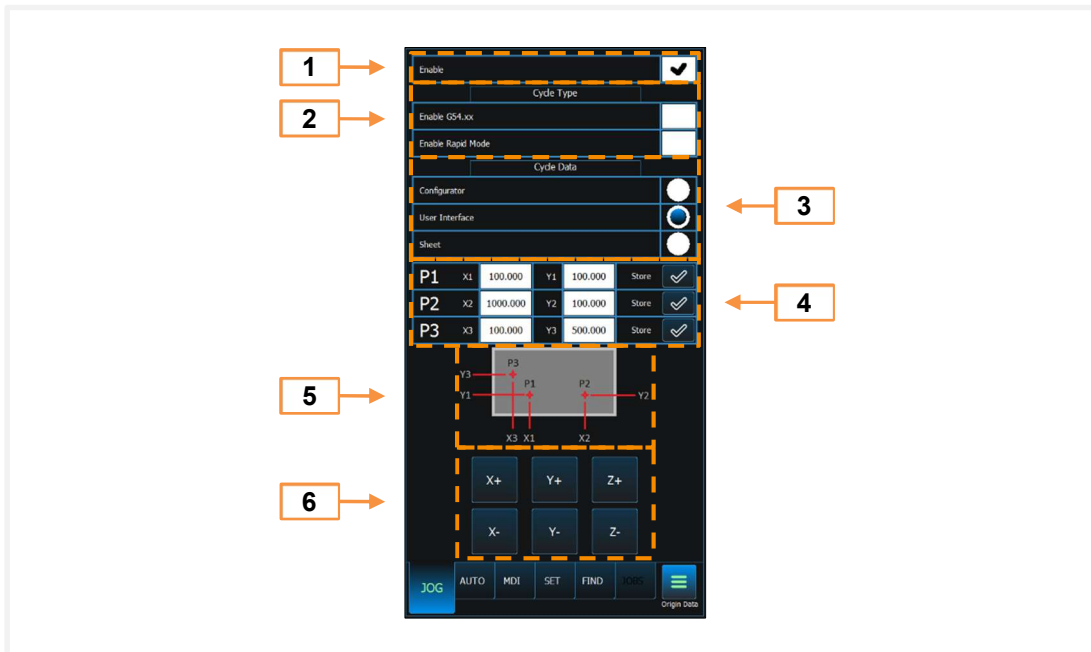 1
Enable
Cycle Type
2
Enable G54.xx
Enable Rapid Mode
Cycle Data
Configurator
3
User Interface
Sheet
P1 X1 100.000 Y1 100.000 Store
P2 X2 1000.000 Y2 100.000 Store
4
P3 X3 100.000 Y3 500.000 Store
P3
Y3
P1 P2
5
Y1 Y2
X3 X1 X2
X+ Y+ Z+
6
X- Y- Z-
JOG AUTO MDI SET FIND JOBS
Origin Data